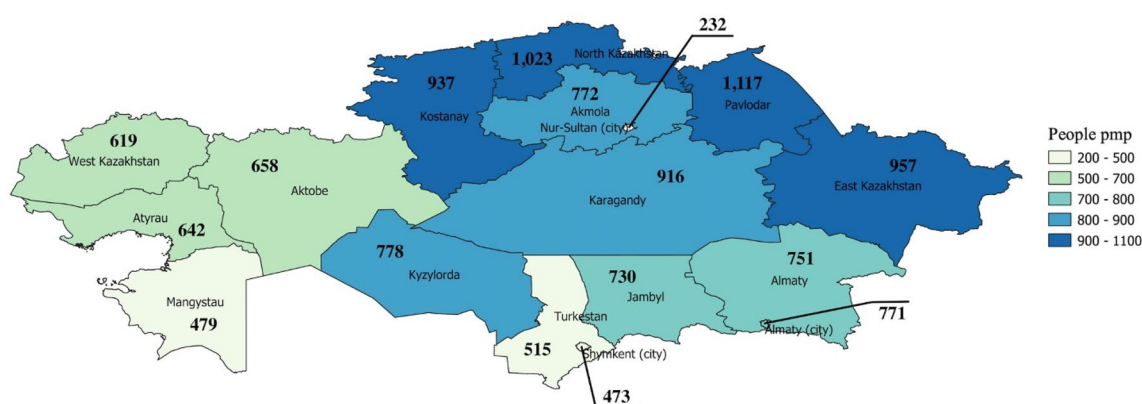 232
1,023
North Kazakhstan
937
Kostanay
772
Akmola
Nur-Sultan (city)
1,117
Pavlodar
619
West Kazakhstan
658
Aktobe
916
Karagandy
957
East Kazakhstan
Atyrau
642
778
Kyzylorda
730
Jambyl
751
Almaty
Mangystau
479
Turkestan
515
Shymkent (city)
473
Almaty (city)
771
People pmp
200 - 500
500 - 700
700 - 800
800 - 900
900 - 1100